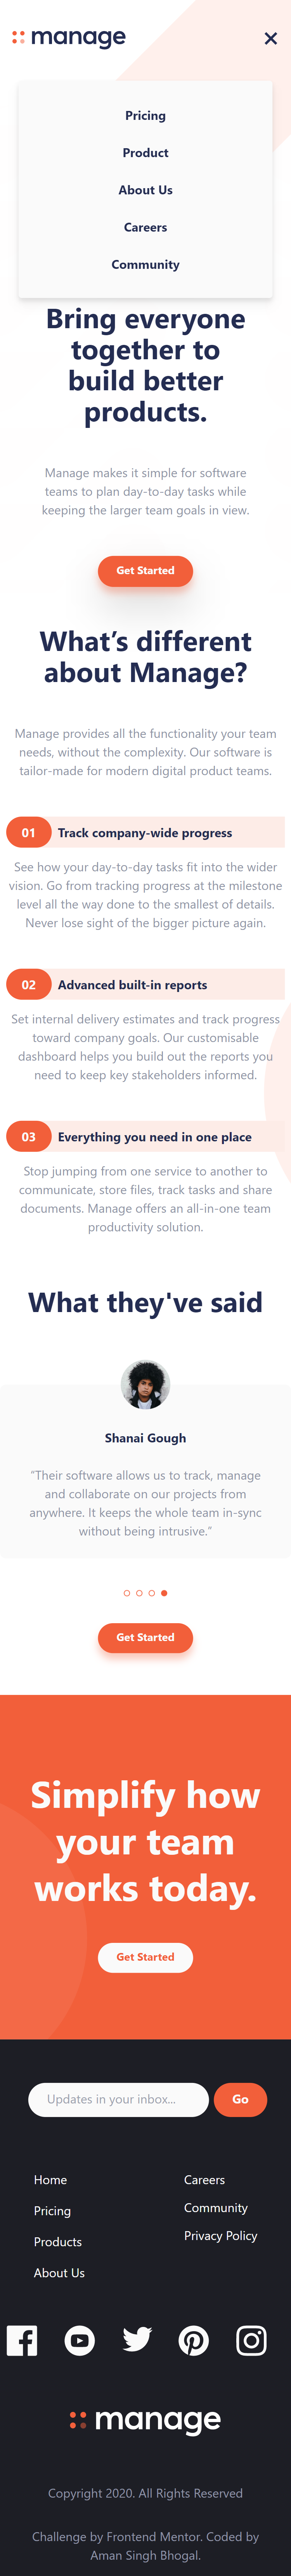 manage
Pricing
Product
About Us
Careers
Community
Bring everyone
together to
build better
products.
Manage makes it simple for software
teams to plan day-to-day tasks while
keeping the larger team goals in view.
Get Started
What’s different
about Manage?
Manage provides all the functionality your team
needs, without the complexity. Our software is
tailor-made for modern digital product teams.
01 Track company-wide progress
See how your day-to-day tasks fit into the wider
vision. Go from tracking progress at the milestone
level all the way done to the smallest of details.
Never lose sight of the bigger picture again.
02 Advanced built-in reports
Set internal delivery estimates and track progress
toward company goals. Our customisable
dashboard helps you build out the reports you
need to keep key stakeholders informed.
03 Everything you need in one place
Stop jumping from one service to another to
communicate, store files, track tasks and share
documents. Manage offers an all-in-one team
productivity solution.
What they've said
Shanai Gough
“Their software allows us to track, manage
and collaborate on our projects from
anywhere. It keeps the whole team in-sync
without being intrusive.”
Get Started
Simplify how
your team
works today.
Get Started
Updates in your inbox... Go
Home
Pricing
Products
About Us
Careers
Community
Privacy Policy
manage
Copyright 2020. All Rights Reserved
Challenge by Frontend Mentor. Coded by
Aman Singh Bhogal.